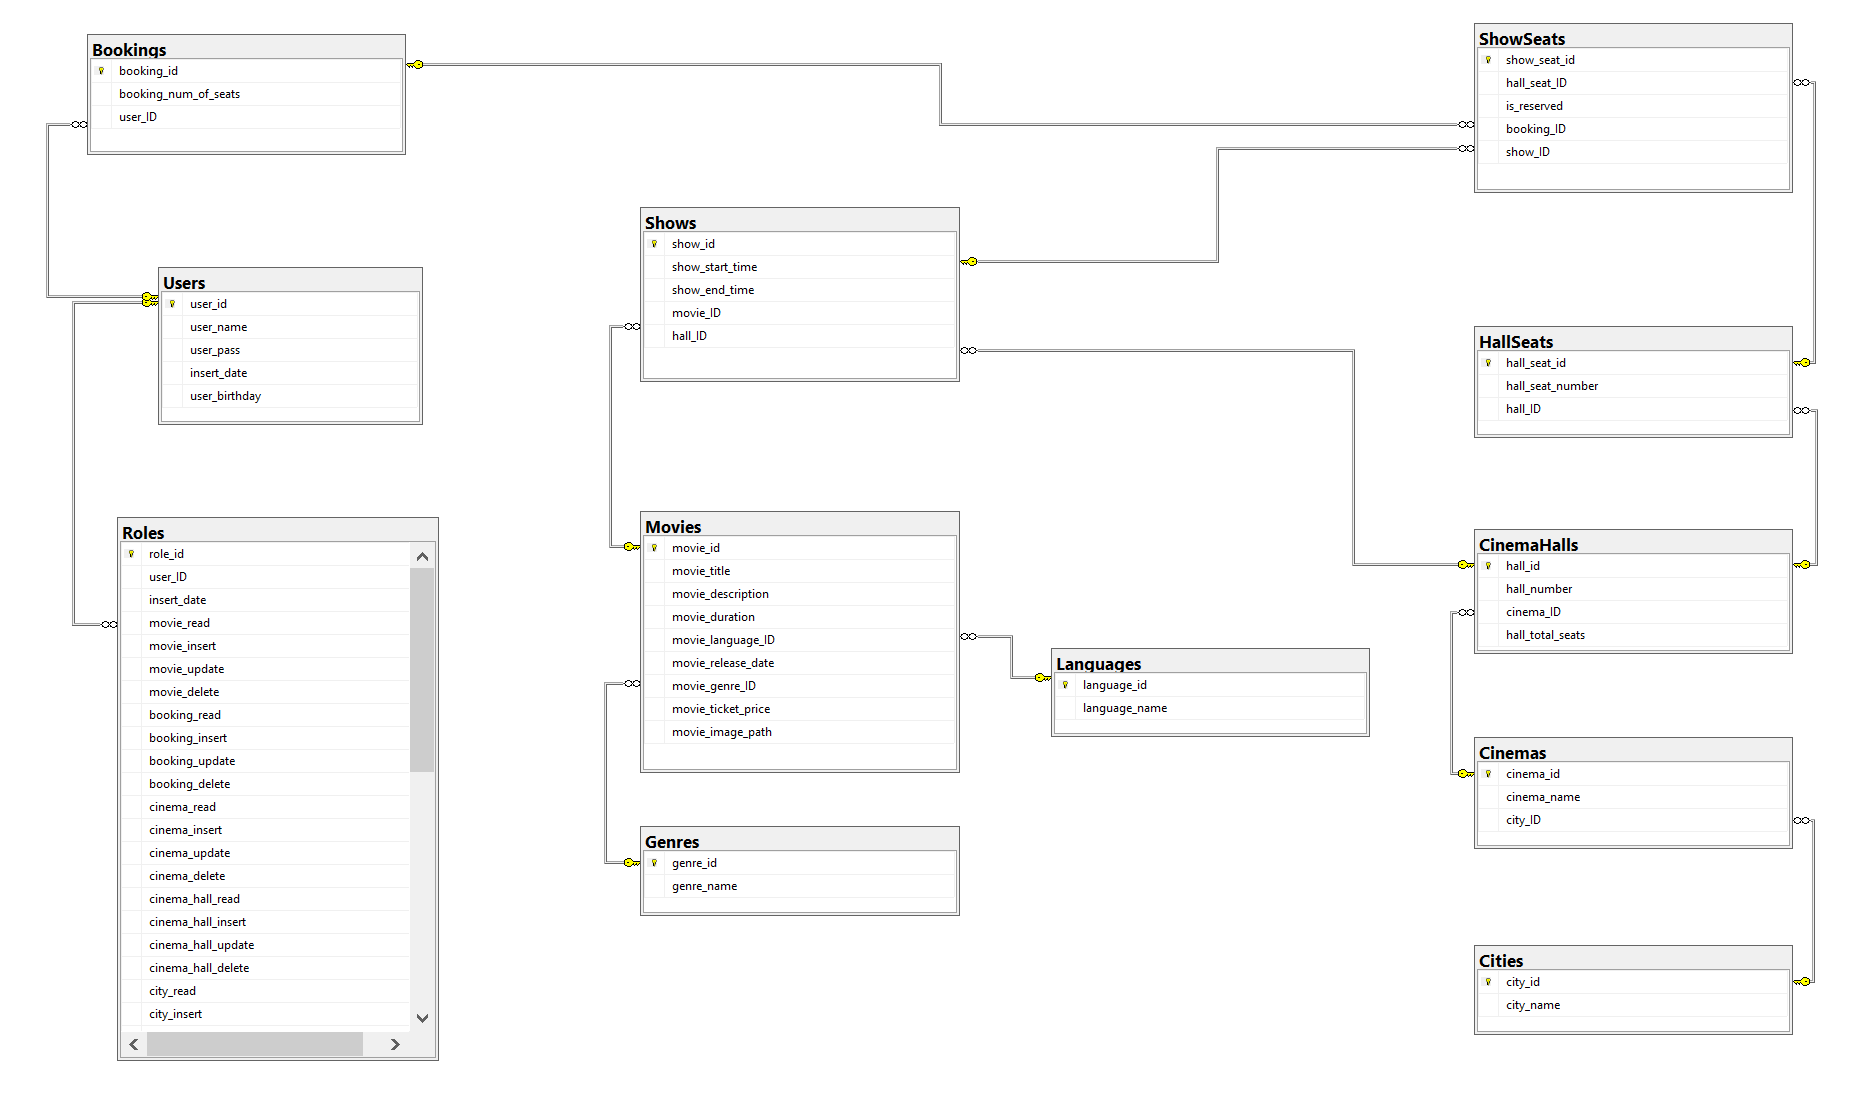 Bookings
booking_id
booking_num_of_seats
user_ID
Users
user_id
user_name
user_pass
insert_date
user_birthday
Roles
role_id
user_ID
insert_date
movie_read
movie_insert
movie_update
movie_delete
booking_read
booking_insert
booking_update
booking_delete
cinema_read
cinema_insert
cinema_update
cinema_delete
cinema_hall_read
cinema_hall_insert
cinema_hall_update
cinema_hall_delete
city_read
city_insert
Shows
show_id
show_start_time
show_end_time
movie_ID
hall_ID
Movies
movie_id
movie_title
movie_description
movie_duration
movie_language_ID
movie_release_date
movie_genre_ID
movie_ticket_price
movie_image_path
Genres
genre_id
genre_name
Languages
language_id
language_name
ShowSeats
show_seat_id
hall_seat_ID
is_reserved
booking_ID
show_ID
HallSeats
hall_seat_id
hall_seat_number
hall_ID
CinemaHalls
hall_id
hall_number
cinema_ID
hall_total_seats
Cinemas
cinema_id
cinema_name
city_ID
Cities
city_id
city_name